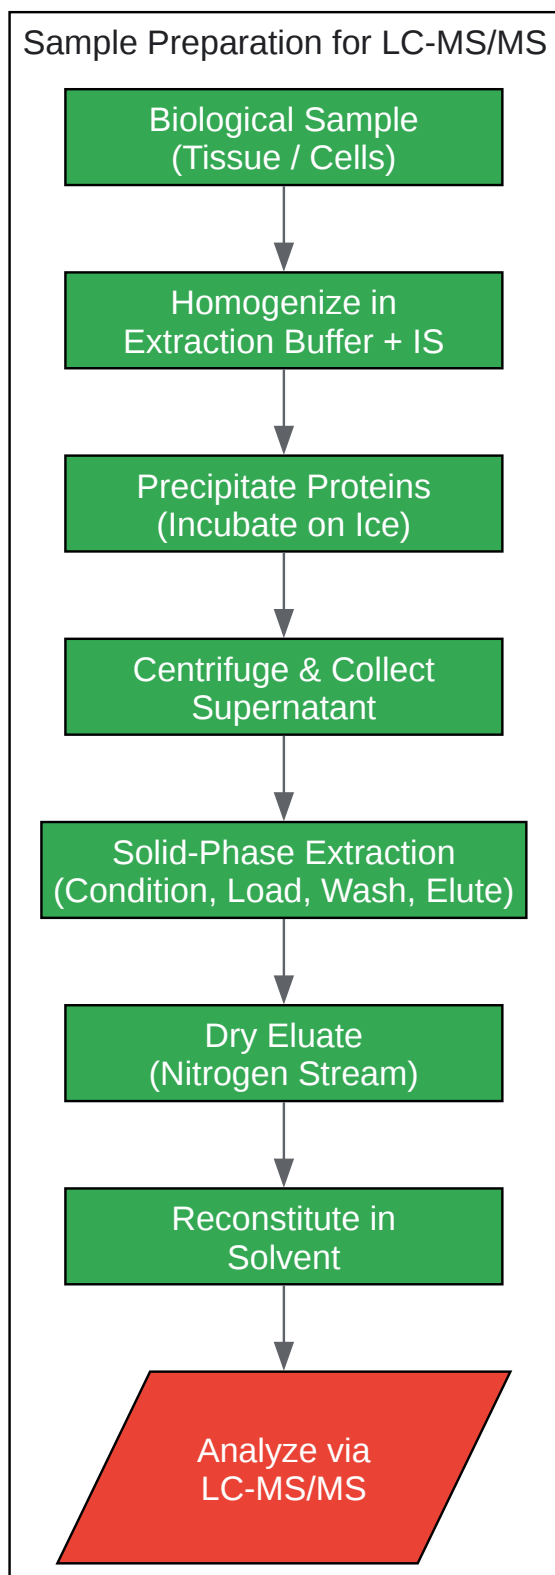 Sample Preparation for LC-MS/MS
Biological Sample
(Tissue / Cells)
Homogenize in
Extraction Buffer + IS
Precipitate Proteins
(Incubate on Ice)
Centrifuge & Collect
Supernatant
Solid-Phase Extraction
(Condition, Load, Wash, Elute)
Dry Eluate
(Nitrogen Stream)
Reconstitute in
Solvent
Analyze via
LC-MS/MS